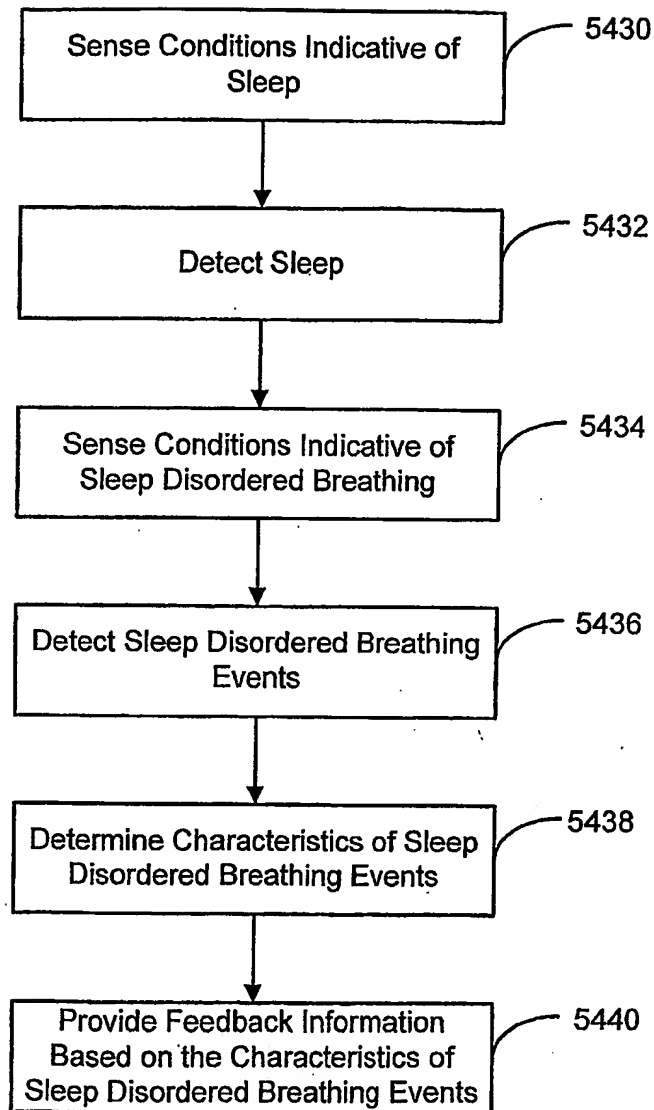 5430
Sense Conditions Indicative of
Sleep
5432
Detect Sleep
5434
Sense Conditions Indicative of
Sleep Disordered Breathing
5436
Detect Sleep Disordered Breathing
Events
5438
Determine Characteristics of Sleep
Disordered Breathing Events
5440
Provide Feedback Information
Based on the Characteristics of
Sleep Disordered Breathing Events